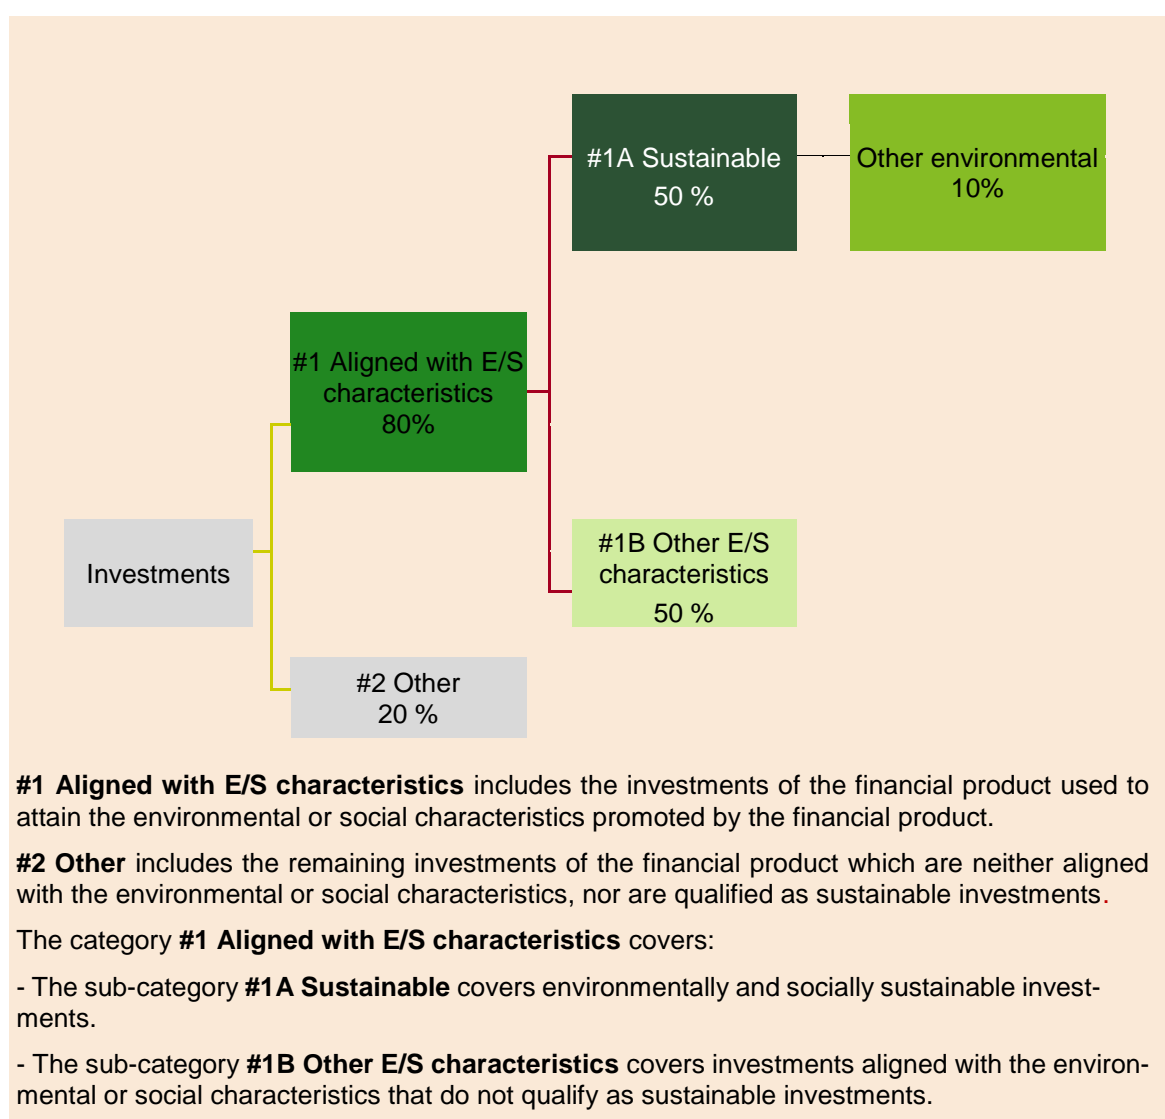 #1A Sustainable
50 %
Other environmental
10%
#1 Aligned with E/S
characteristics
80%
Investments
#1B Other E/S
characteristics
50 %
#2 Other
20 %
#1 Aligned with E/S characteristics includes the investments of the financial product used to
attain the environmental or social characteristics promoted by the financial product.
#2 Other includes the remaining investments of the financial product which are neither aligned
with the environmental or social characteristics, nor are qualified as sustainable investments.
The category #1 Aligned with E/S characteristics covers:
- The sub-category #1A Sustainable covers environmentally and socially sustainable invest-
ments.
- The sub-category #1B Other E/S characteristics covers investments aligned with the environ-
mental or social characteristics that do not qualify as sustainable investments.